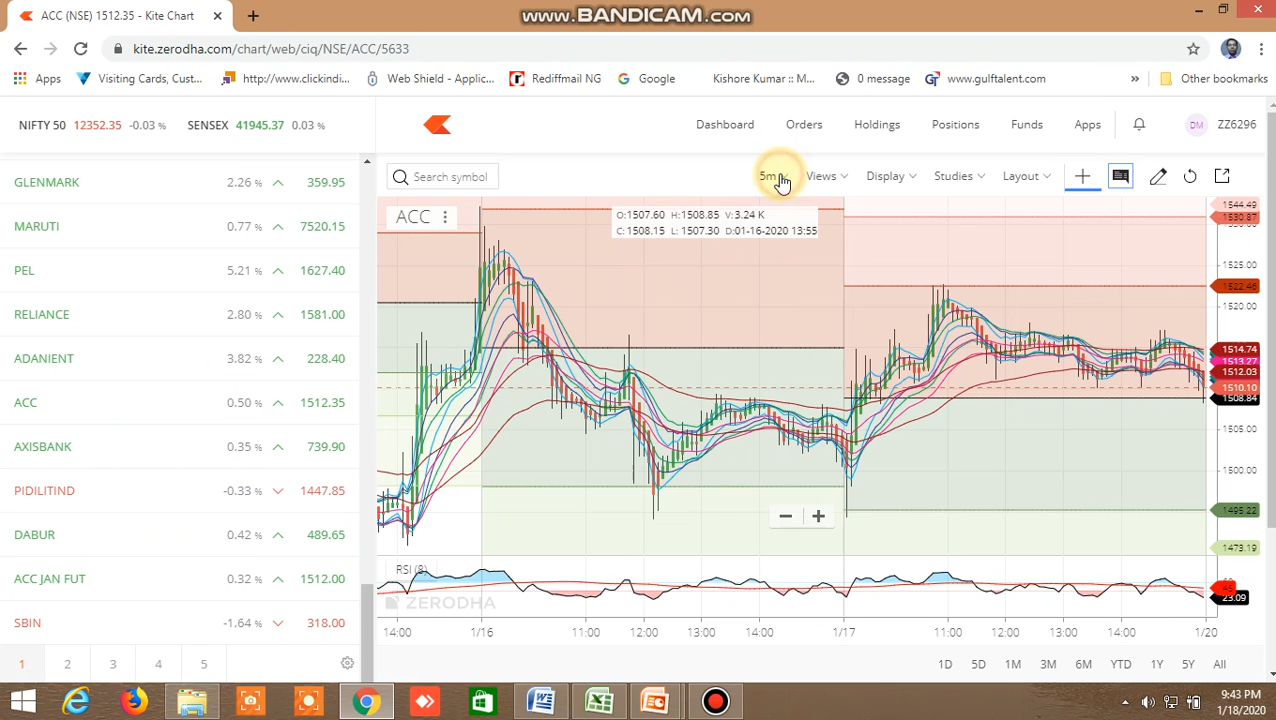 ACC (NSE) 1512.35 - Kite Chart
www.BANDICAM.com
kite.zerodha.com/chart/web/ciq/NSE/ACC/5633
Apps Visiting Cards, Cust... http://www.clickindi... Web Shield - Applic... Rediffmail NG Google Kishore Kumar :: M... 0 message www.gulftalent.com » Other bookmarks
NIFTY 50 12352.35 -0.03 % SENSEX 41945.37 0.03 %
Dashboard Orders Holdings Positions Funds Apps DM ZZ6296
Search symbol 5m Views Display Studies Layout
GLENMARK 2.26 % 359.95
MARUTI 0.77 % 7520.15
PEL 5.21 % 1627.40
RELIANCE 2.80 % 1581.00
ADANIENT 3.82 % 228.40
ACC 0.50 % 1512.35
AXISBANK 0.35 % 739.90
PIDILITIND -0.33 % 1447.85
DABUR 0.42 % 489.65
ACC JAN FUT 0.32 % 1512.00
SBIN -1.64 % 318.00
1 2 3 4 5
ACC
O:1507.60 H:1508.85 V:3.24 K
C:1508.15 L: 1507.30 D:01-16-2020 13:55
1544.49
1530.87
1525.00
1522.46
1520.00
1514.74
1513.27
1512.03
1510.10
1508.84
1505.00
1500.00
1495.22
1473.19
RSI (8)
23.09
ZERODHA
14:00 1/16 11:00 12:00 13:00 14:00 1/17 11:00 12:00 13:00 14:00 1/20
1D 5D 1M 3M 6M YTD 1Y 5Y All
9:43 PM
1/18/2020